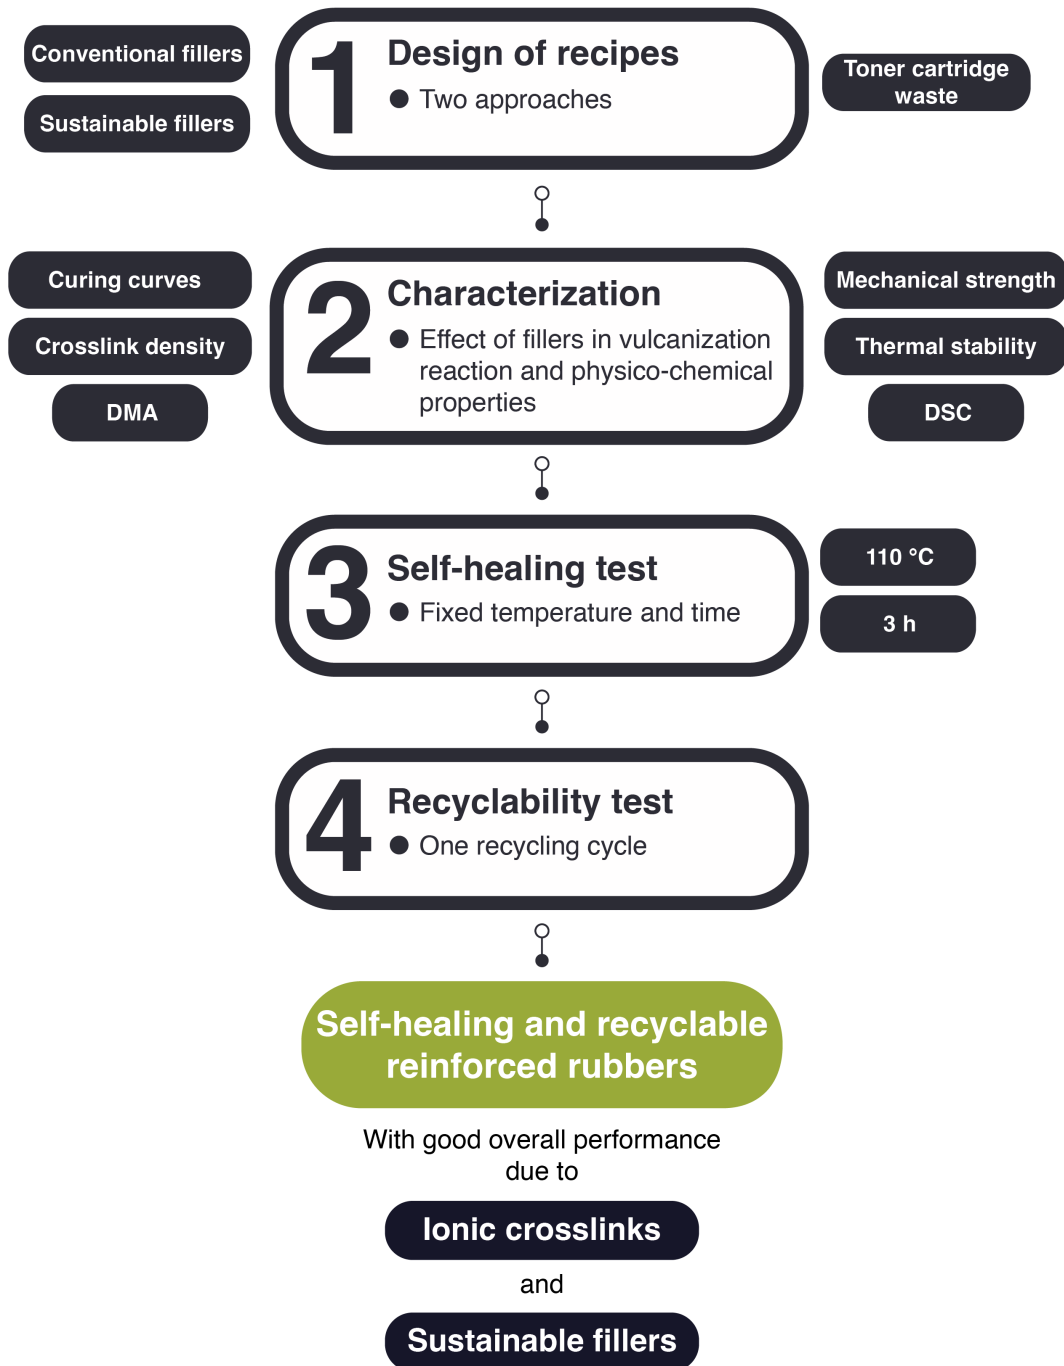 Conventional fillers
Sustainable fillers
1
Design of recipes
● Two approaches
Toner cartridge
waste
Curing curves
Crosslink density
DMA
2
Characterization
● Effect of fillers in vulcanization
reaction and physico-chemical
properties
Mechanical strength
Thermal stability
DSC
3
Self-healing test
● Fixed temperature and time
110 °C
3 h
4
Recyclability test
● One recycling cycle
Self-healing and recyclable
reinforced rubbers
With good overall performance
due to
Ionic crosslinks
and
Sustainable fillers